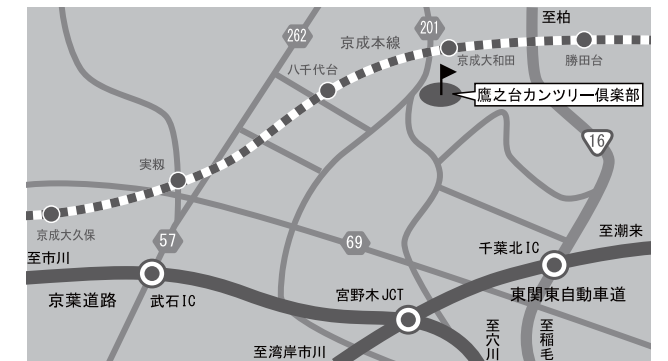 262
201
至柏
京成本線
京成大和田
勝田台
八千代台
鷹之台カンツリー倶楽部
16
実籾
京成大久保
57
69
至潮来
千葉北IC
至市川
京葉道路
武石IC
宮野木JCT
東関東自動車道
至湾岸市川
至穴川
至稲毛